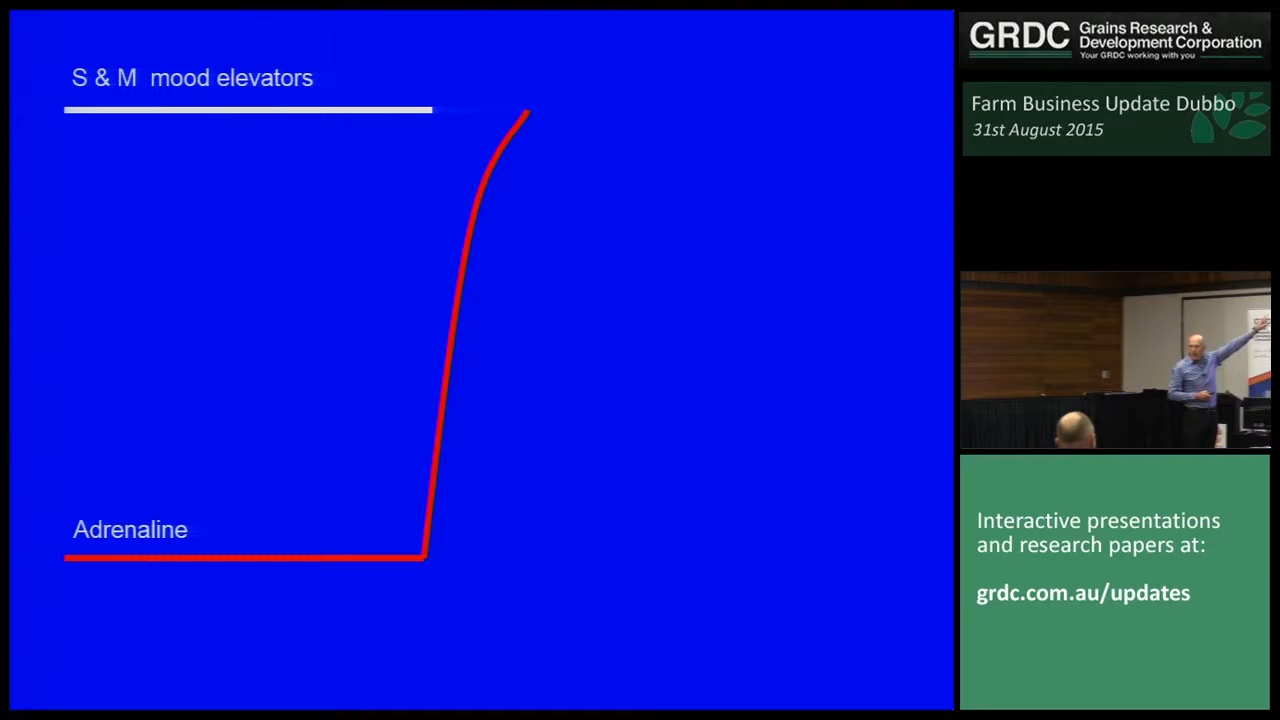 S & M  mood elevators
Adrenaline
GRDC
Grains Research &
Development Corporation
Your GRDC working with you
Farm Business Update Dubbo
31st August 2015
Interactive presentations
and research papers at:
grdc.com.au/updates